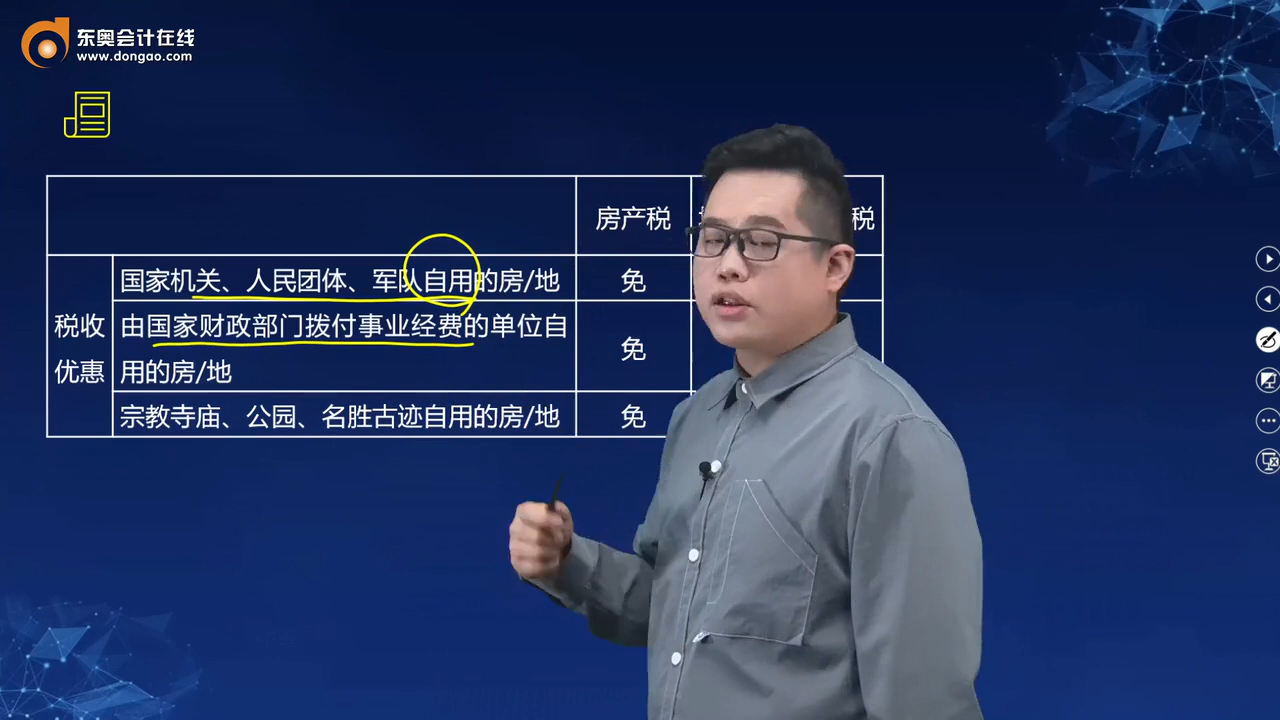 东奥会计在线
www.dongao.com
房产税
税
税收优惠
国家机关、人民团体、军队自用的房/地
免
由国家财政部门拨付事业经费的单位自
用的房/地
免
宗教寺庙、公园、名胜古迹自用的房/地
免